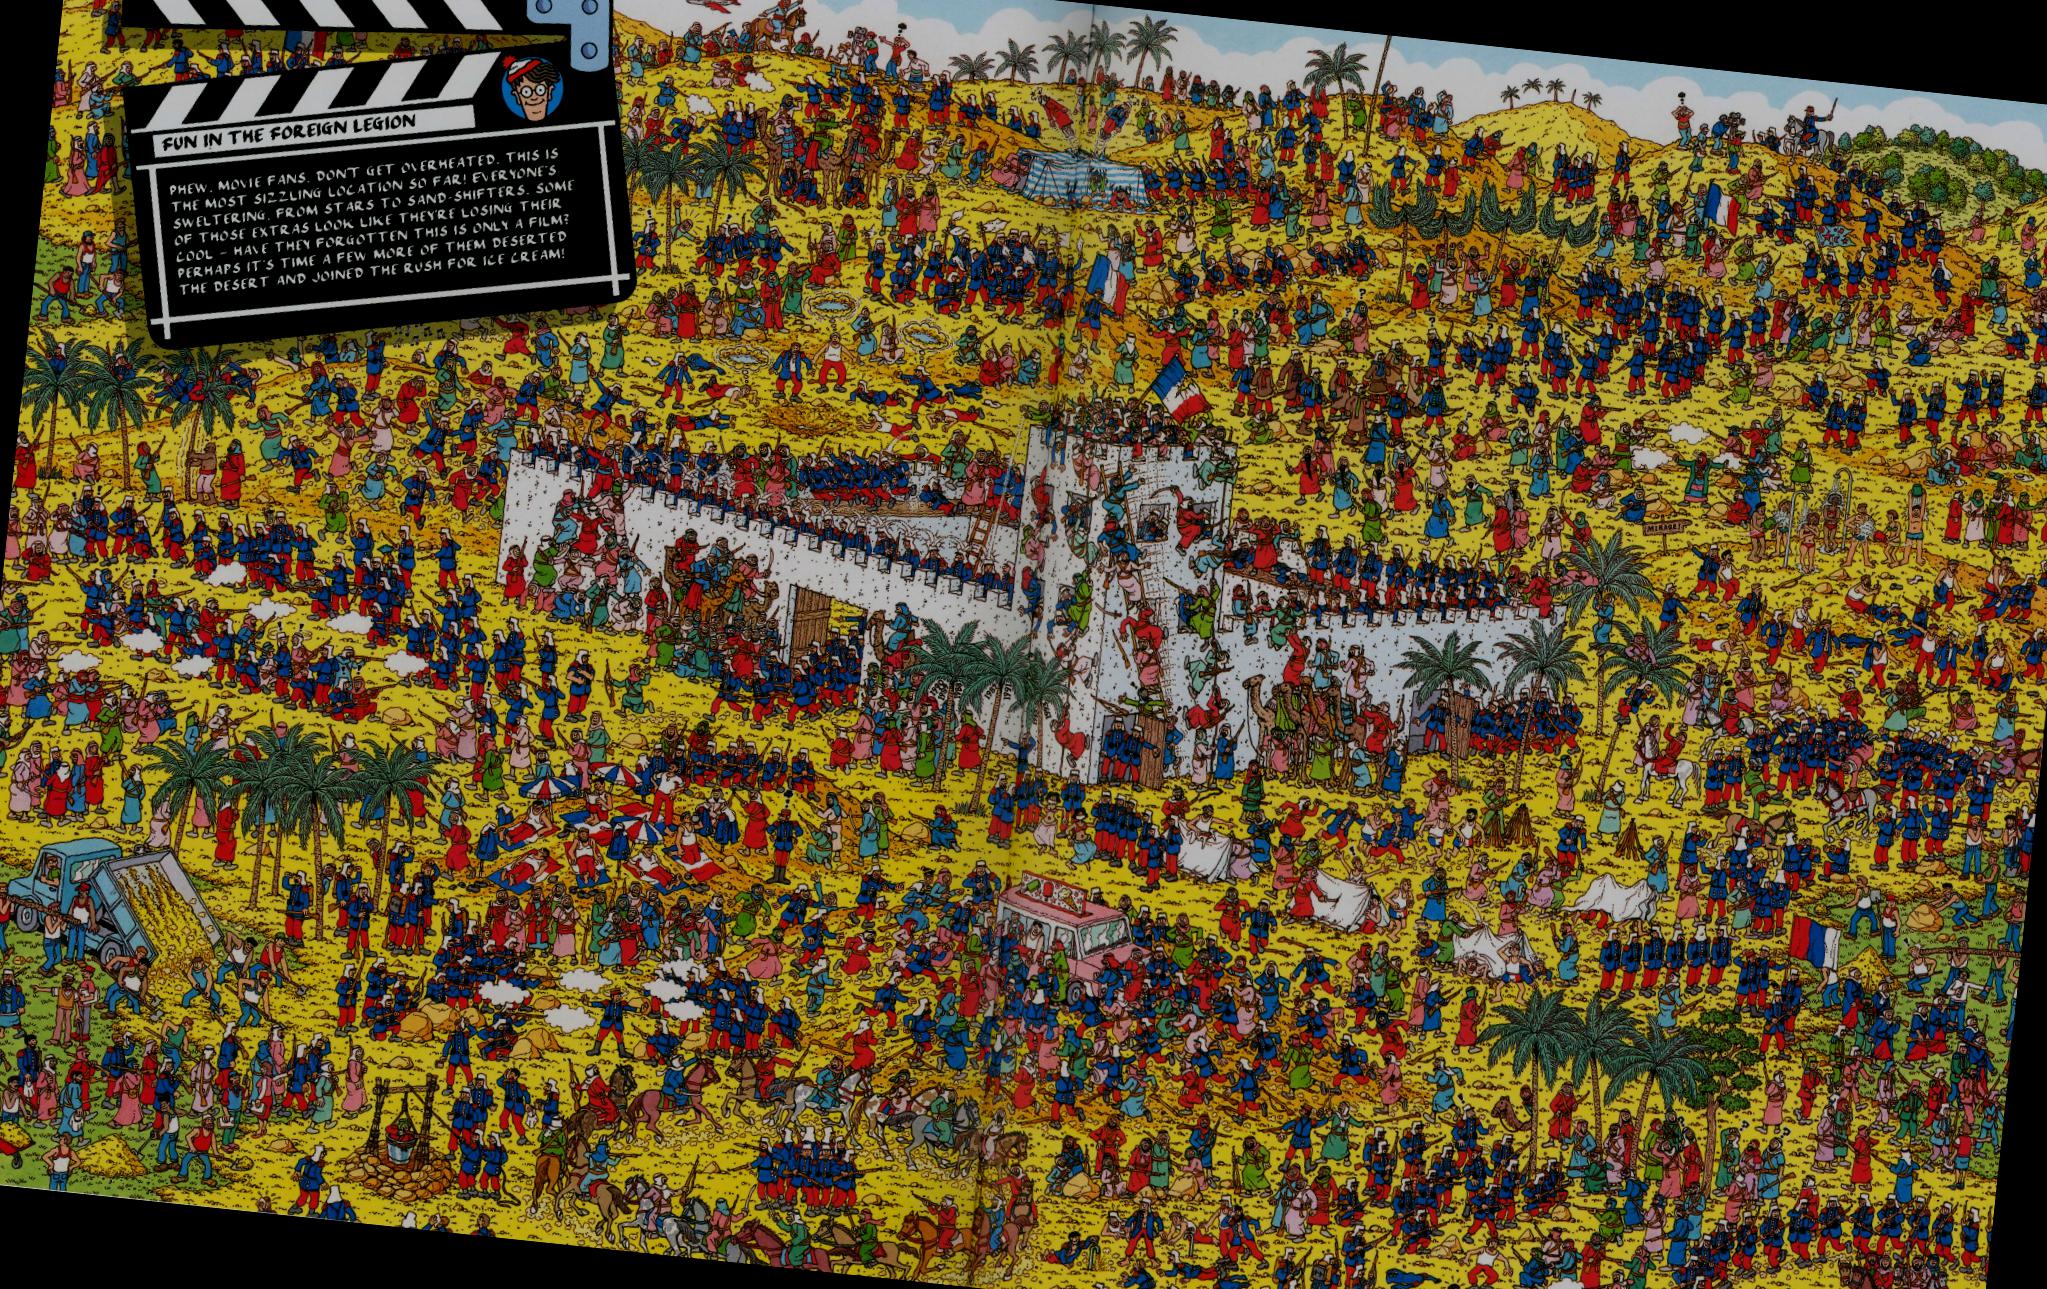 FUN IN THE FOREIGN LEGION
PHEW, MOVIE FANS, DON'T GET OVERHEATED. THIS IS
THE MOST SIZZLING LOCATION SO FAR! EVERYONE'S
SWELTERING, FROM STARS TO SAND-SHIFTERS. SOME
OF THOSE EXTRAS LOOK LIKE THEY'RE LOSING THEIR
COOL - HAVE THEY FORGOTTEN THIS IS ONLY A FILM?
PERHAPS IT'S TIME A FEW MORE OF THEM DESERTED
THE DESERT AND JOINED THE RUSH FOR ICE CREAM!
MIRAGE!